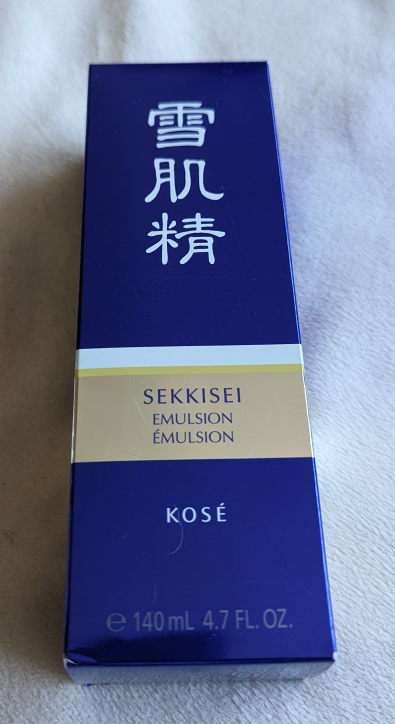 雪
肌
精
SEKKISEI
EMULSION
ÉMULSION
KOSÉ
℮ 140 mL 4.7 FL. OZ.